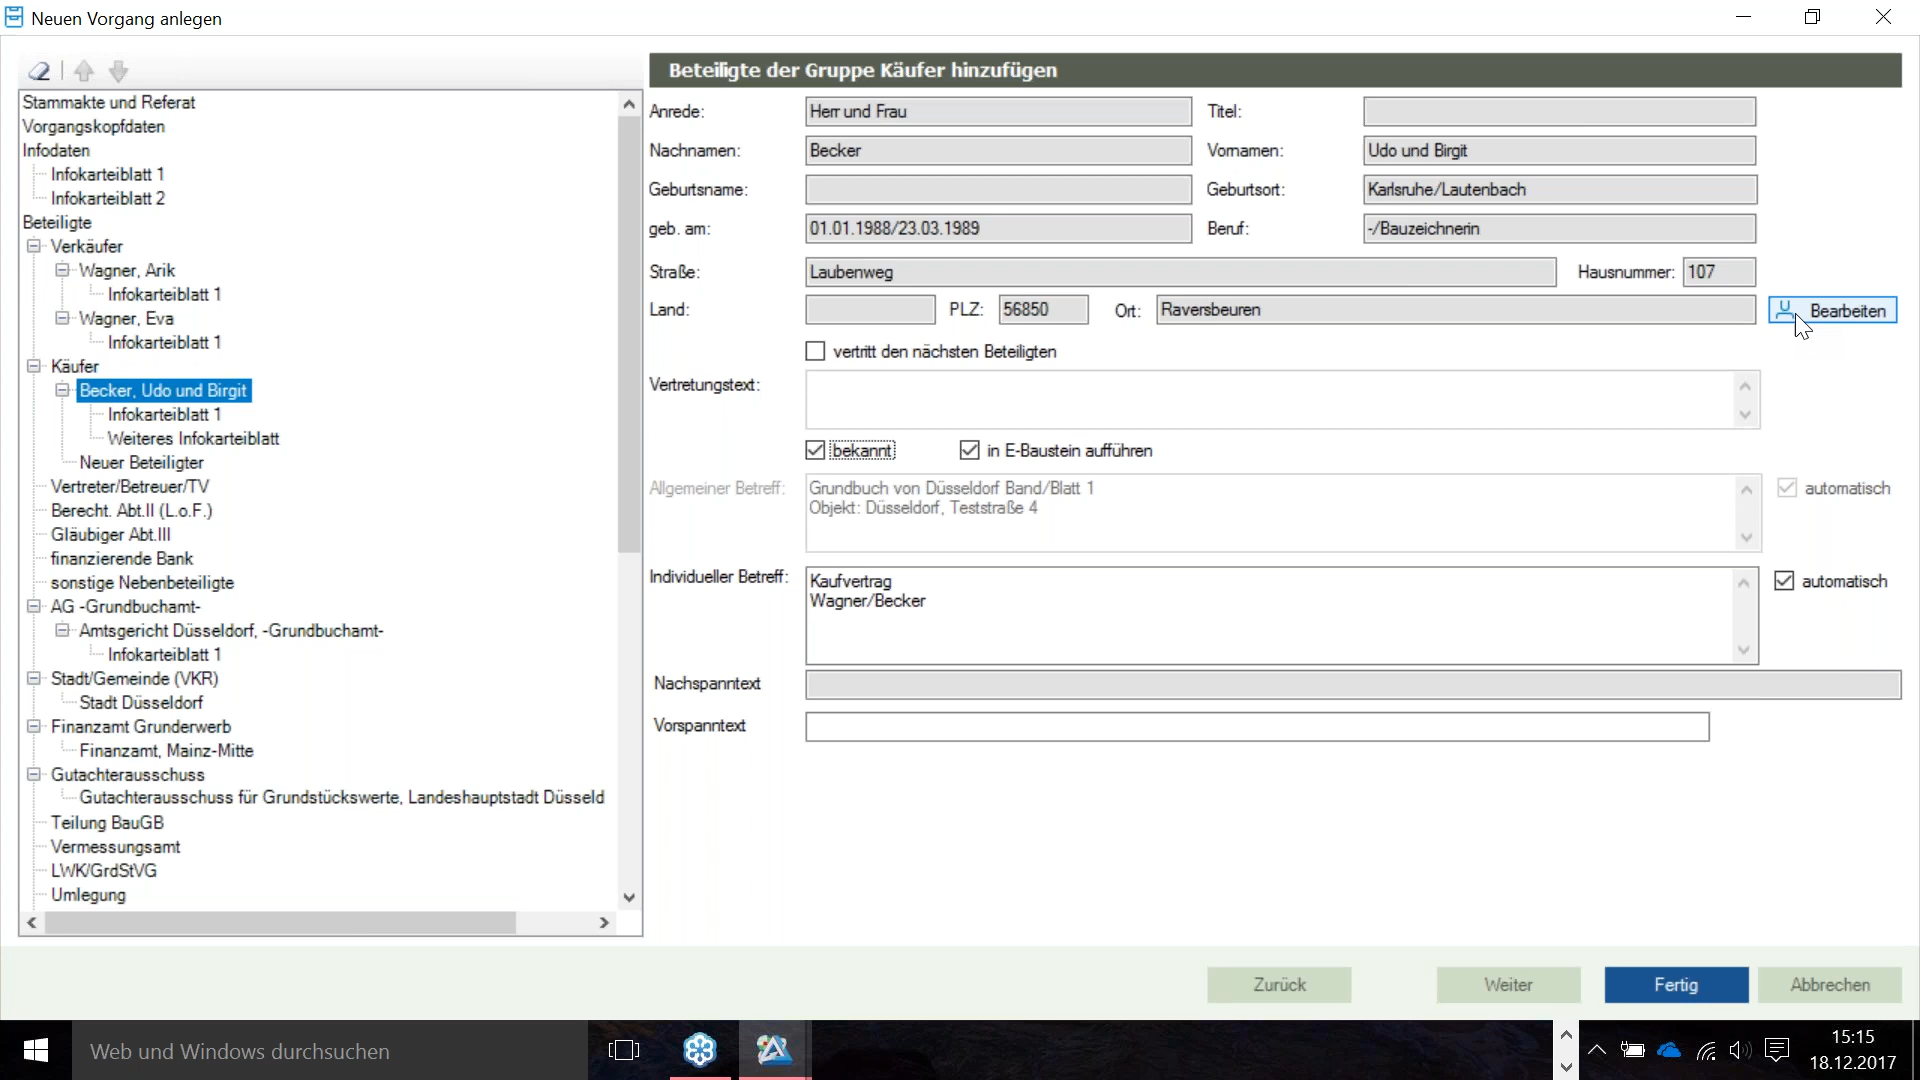 Neuen Vorgang anlegen
Stammakte und Referat
Vorgangskopfdaten
Infodaten
Infokarteiblatt 1
Infokarteiblatt 2
Beteiligte
Verkäufer
Wagner, Arik
Infokarteiblatt 1
Wagner, Eva
Infokarteiblatt 1
Käufer
Becker, Udo und Birgit
Infokarteiblatt 1
Weiteres Infokarteiblatt
Neuer Beteiligter
Vertreter/Betreuer/TV
Berecht. Abt.II (L.o.F.)
Gläubiger Abt.III
finanzierende Bank
sonstige Nebenbeteiligte
AG -Grundbuchamt-
Amtsgericht Düsseldorf, -Grundbuchamt-
Infokarteiblatt 1
Stadt/Gemeinde (VKR)
Stadt Düsseldorf
Finanzamt Grunderwerb
Finanzamt, Mainz-Mitte
Gutachterausschuss
Gutachterausschuss für Grundstückswerte, Landeshauptstadt Düsseld
Teilung BauGB
Vermessungsamt
LWK/GrdStVG
Umlegung
Beteiligte der Gruppe Käufer hinzufügen
Anrede: Herr und Frau Titel:
Nachnamen: Becker Vornamen: Udo und Birgit
Geburtsname: Geburtsort: Karlsruhe/Lautenbach
geb. am: 01.01.1988/23.03.1989 Beruf: -/Bauzeichnerin
Straße: Laubenweg Hausnummer: 107
Land: PLZ: 56850 Ort: Raversbeuren Bearbeiten
vertritt den nächsten Beteiligten
Vertretungstext:
bekannt in E-Baustein aufführen
Allgemeiner Betreff: Grundbuch von Düsseldorf Band/Blatt 1 automatisch
Objekt: Düsseldorf, Teststraße 4
Individueller Betreff: Kaufvertrag automatisch
Wagner/Becker
Nachspanntext
Vorspanntext
Zurück Weiter Fertig Abbrechen
Web und Windows durchsuchen
15:15
18.12.2017